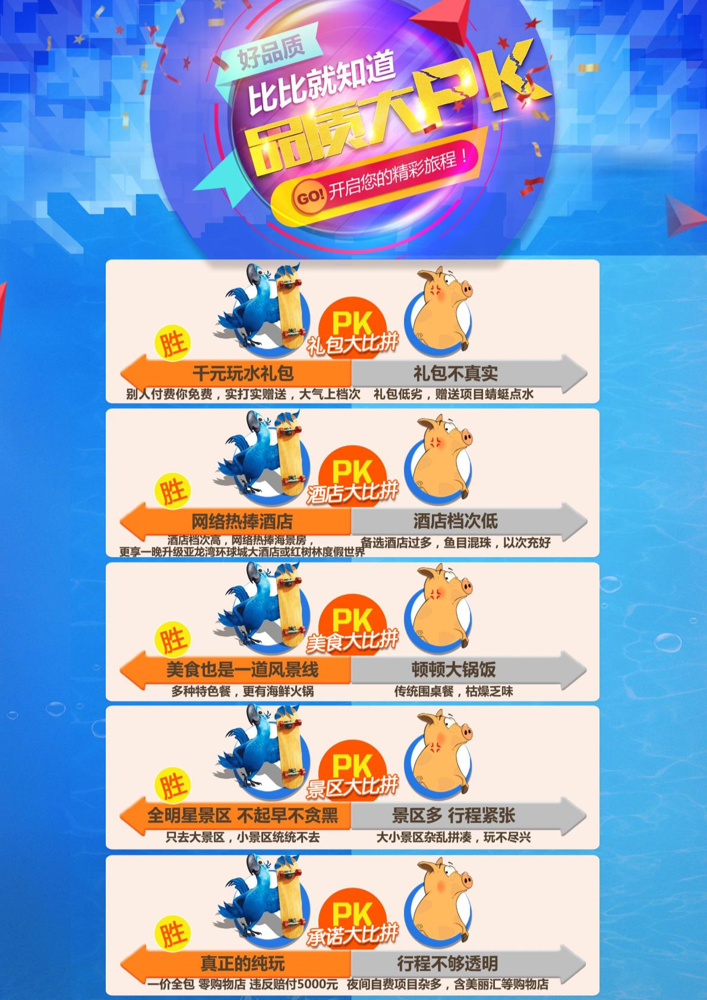 好品质
比比就知道
品质大PK
GO! 开启您的精彩旅程！
PK
礼包大比拼
胜
千元玩水礼包
礼包不真实
别人付费你免费，实打实赠送，大气上档次
礼包低劣，赠送项目蜻蜓点水
PK
酒店大比拼
胜
网络热捧酒店
酒店档次低
酒店档次高，网络热捧海景房，
更享一晚升级亚龙湾环球城大酒店或红树林度假世界
备选酒店过多，鱼目混珠，以次充好
PK
美食大比拼
胜
美食也是一道风景线
顿顿大锅饭
多种特色餐，更有海鲜火锅
传统围桌餐，枯燥乏味
PK
景区大比拼
胜
全明星景区 不起早不贪黑
景区多 行程紧张
只去大景区，小景区统统不去
大小景区杂乱拼凑，玩不尽兴
PK
承诺大比拼
胜
真正的纯玩
行程不够透明
一价全包 零购物店 违反赔付5000元
夜间自费项目杂多，含美丽汇等购物店